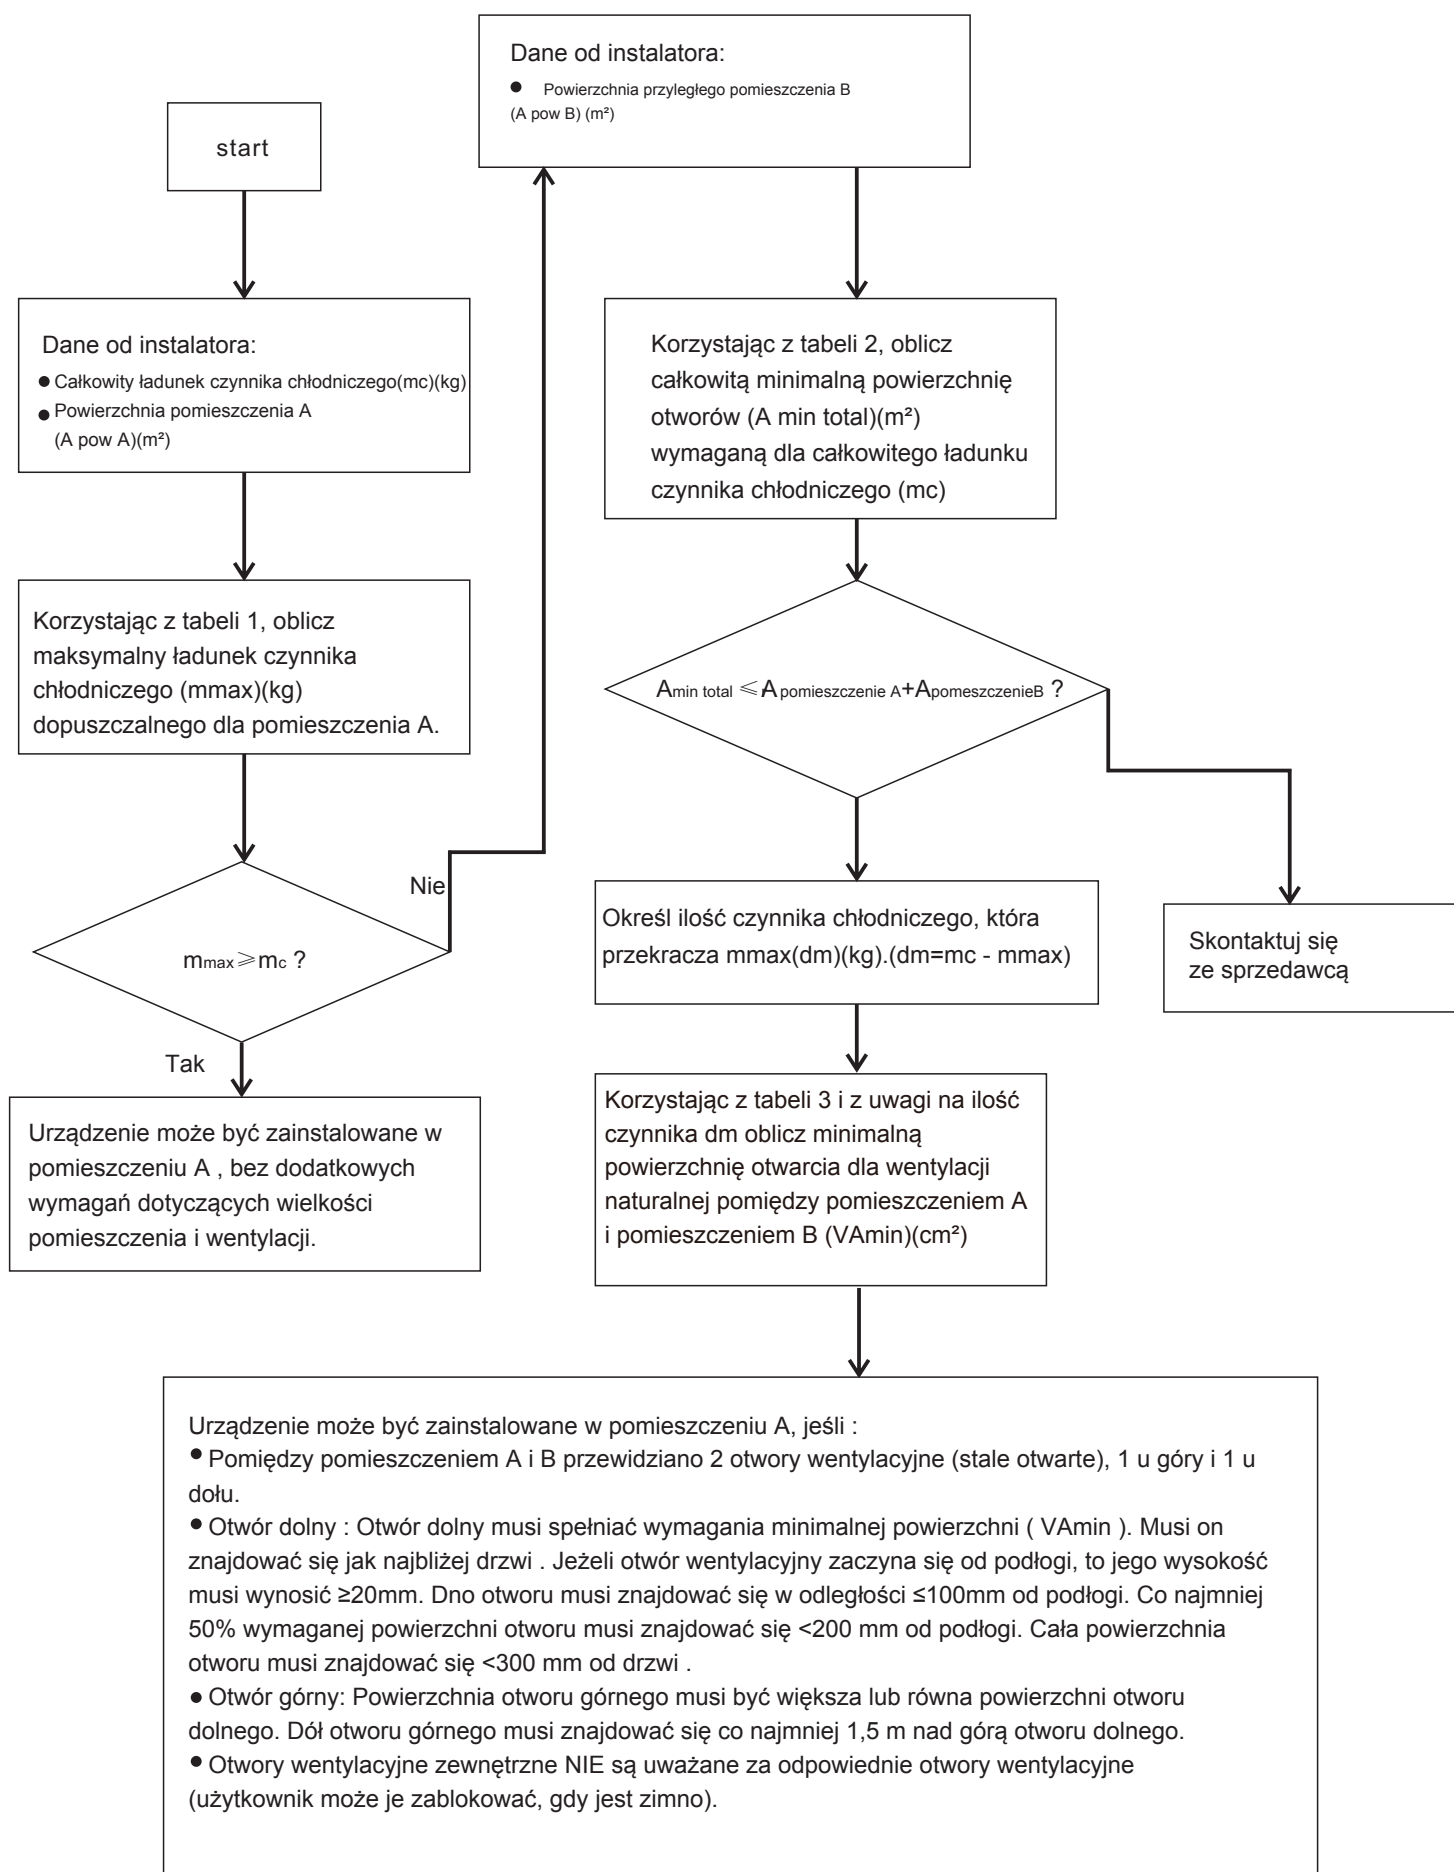 start
Dane od instalatora:
● Całkowity ładunek czynnika chłodniczego(mc)(kg)
● Powierzchnia pomieszczenia A
(A pow A)(m²)
Korzystając z tabeli 1, oblicz
maksymalny ładunek czynnika
chłodniczego (mmax)(kg)
dopuszczalnego dla pomieszczenia A.
mmax⩾mc ?
Nie
Tak
Urządzenie może być zainstalowane w
pomieszczeniu A , bez dodatkowych
wymagań dotyczących wielkości
pomieszczenia i wentylacji.
Dane od instalatora:
● Powierzchnia przyległego pomieszczenia B
(A pow B) (m²)
Korzystając z tabeli 2, oblicz
całkowitą minimalną powierzchnię
otworów (A min total)(m²)
wymaganą dla całkowitego ładunku
czynnika chłodniczego (mc)
Amin total ⩽A pomieszczenie A+ApomeszczenieB ?
Skontaktuj się
ze sprzedawcą
Określ ilość czynnika chłodniczego, która
przekracza mmax(dm)(kg).(dm=mc - mmax)
Korzystając z tabeli 3 i z uwagi na ilość
czynnika dm oblicz minimalną
powierzchnię otwarcia dla wentylacji
naturalnej pomiędzy pomieszczeniem A
i pomieszczeniem B (VAmin)(cm²)
Urządzenie może być zainstalowane w pomieszczeniu A, jeśli :
● Pomiędzy pomieszczeniem A i B przewidziano 2 otwory wentylacyjne (stale otwarte), 1 u góry i 1 u
dołu.
● Otwór dolny : Otwór dolny musi spełniać wymagania minimalnej powierzchni ( VAmin ). Musi on
znajdować się jak najbliżej drzwi . Jeżeli otwór wentylacyjny zaczyna się od podłogi, to jego wysokość
musi wynosić ≥20mm. Dno otworu musi znajdować się w odległości ≤100mm od podłogi. Co najmniej
50% wymaganej powierzchni otworu musi znajdować się <200 mm od podłogi. Cała powierzchnia
otworu musi znajdować się <300 mm od drzwi .
● Otwór górny: Powierzchnia otworu górnego musi być większa lub równa powierzchni otworu
dolnego. Dół otworu górnego musi znajdować się co najmniej 1,5 m nad górą otworu dolnego.
● Otwory wentylacyjne zewnętrzne NIE są uważane za odpowiednie otwory wentylacyjne
(użytkownik może je zablokować, gdy jest zimno).